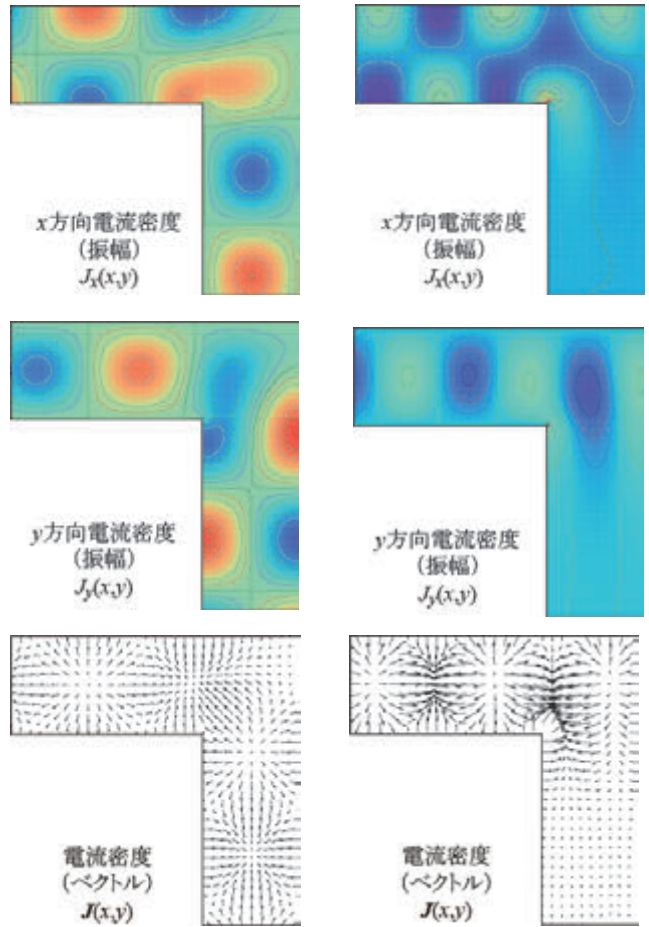 x方向電流密度
(振幅)
Jx(x,y)
x方向電流密度
(振幅)
Jx(x,y)
y方向電流密度
(振幅)
Jy(x,y)
y方向電流密度
(振幅)
Jy(x,y)
電流密度
(ベクトル)
J(x,y)
電流密度
(ベクトル)
J(x,y)